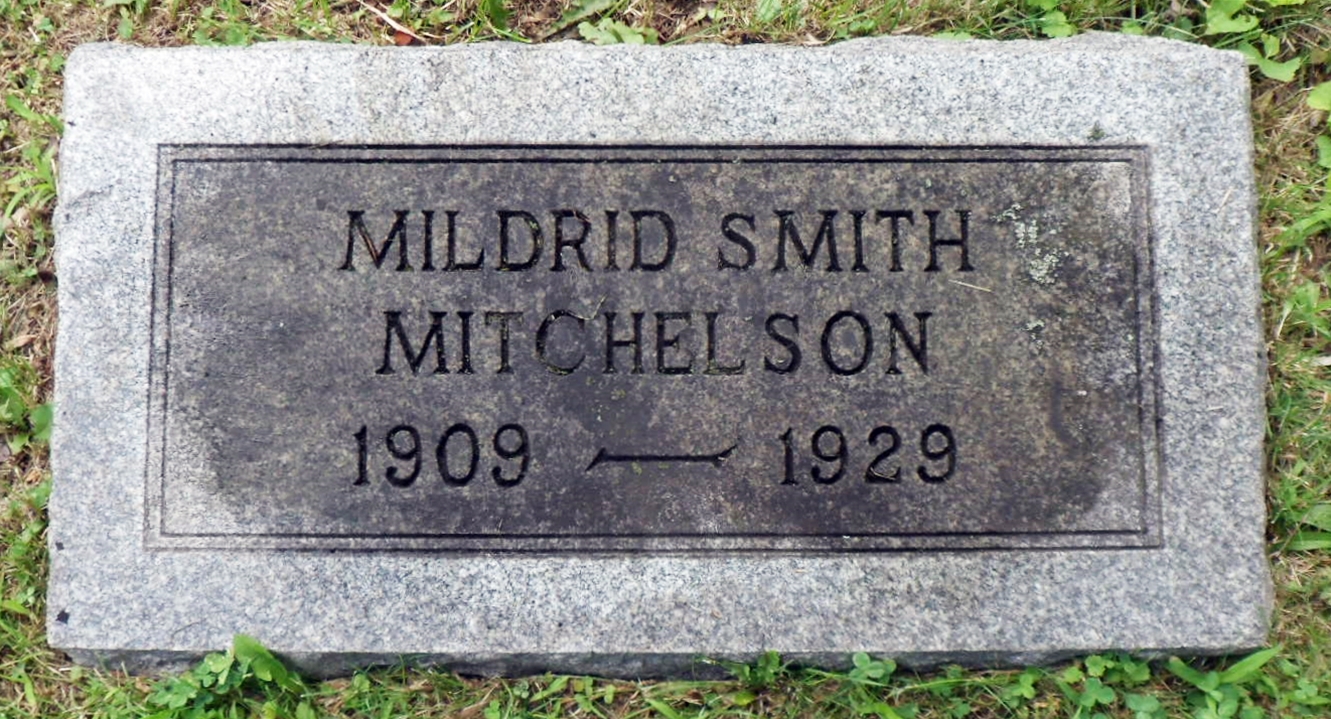 MILDRID SMITH
MITCHELSON
1909 — 1929